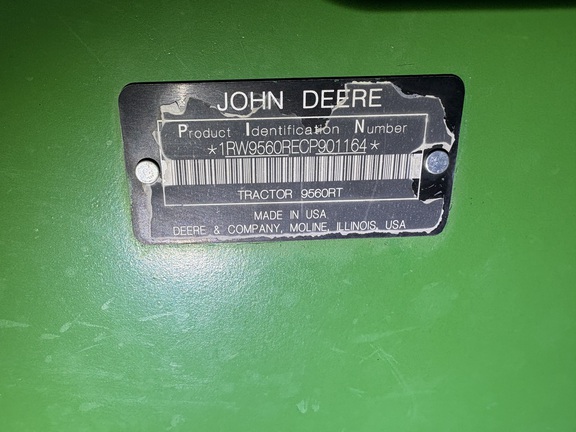 JOHN DEERE
Product Identification Number
*1RW9560RECP901164*
TRACTOR 9560RT
MADE IN USA
DEERE & COMPANY, MOLINE, ILLINOIS, USA